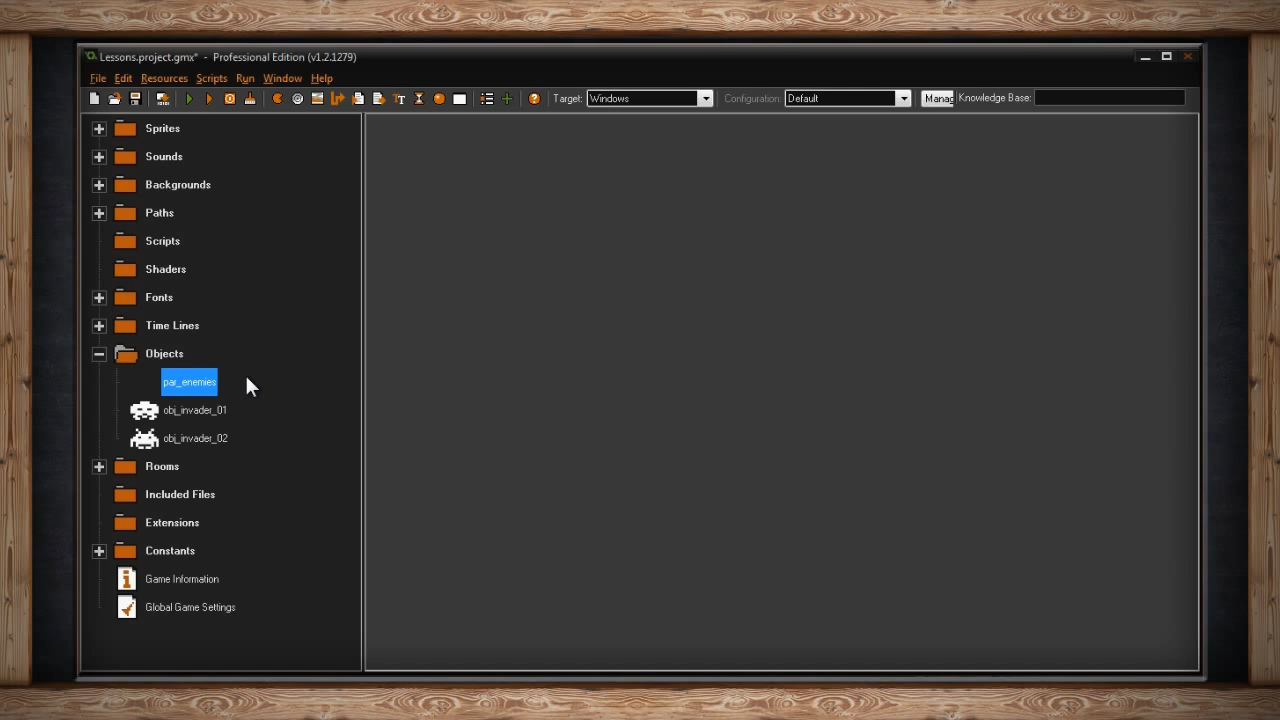 Lessons.project.gmx* - Professional Edition (v1.2.1279)
File Edit Resources Scripts Run Window Help
Target: Windows Configuration: Default Manag Knowledge Base:
Sprites
Sounds
Backgrounds
Paths
Scripts
Shaders
Fonts
Time Lines
Objects
par_enemies
obj_invader_01
obj_invader_02
Rooms
Included Files
Extensions
Constants
Game Information
Global Game Settings